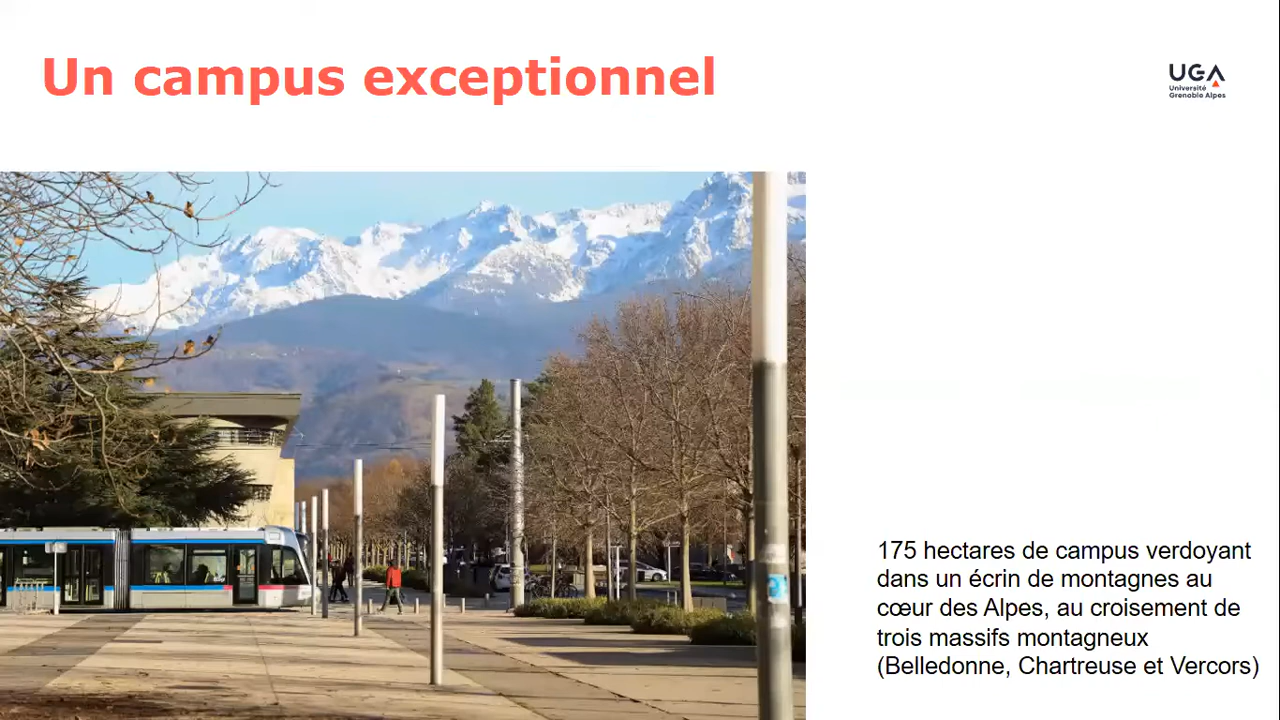 Un campus exceptionnel
UGA
Université
Grenoble Alpes
175 hectares de campus verdoyant
dans un écrin de montagnes au
cœur des Alpes, au croisement de
trois massifs montagneux
(Belledonne, Chartreuse et Vercors)